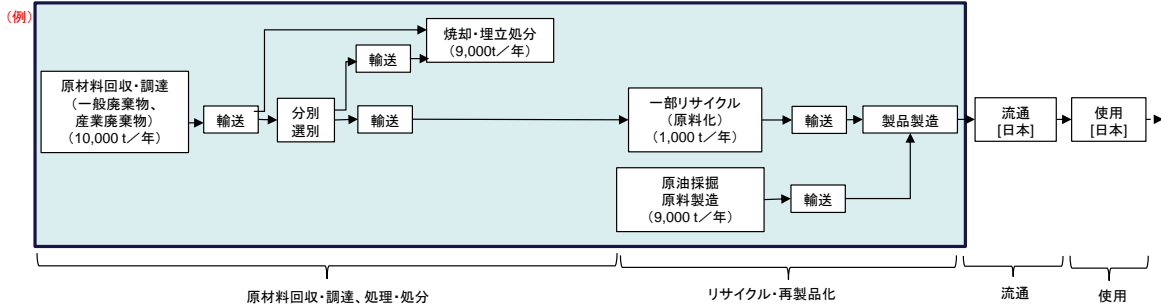 (例)
焼却・埋立処分
(9,000t/年)
輸送
原材料回収・調達
(一般廃棄物、
産業廃棄物)
(10,000 t/年)
輸送
分別
選別
輸送
一部リサイクル
(原料化)
(1,000 t/年)
輸送
製品製造
流通
[日本]
使用
[日本]
原油採掘
原料製造
(9,000 t/年)
輸送
原材料回収・調達、処理・処分
リサイクル・再製品化
流通
使用